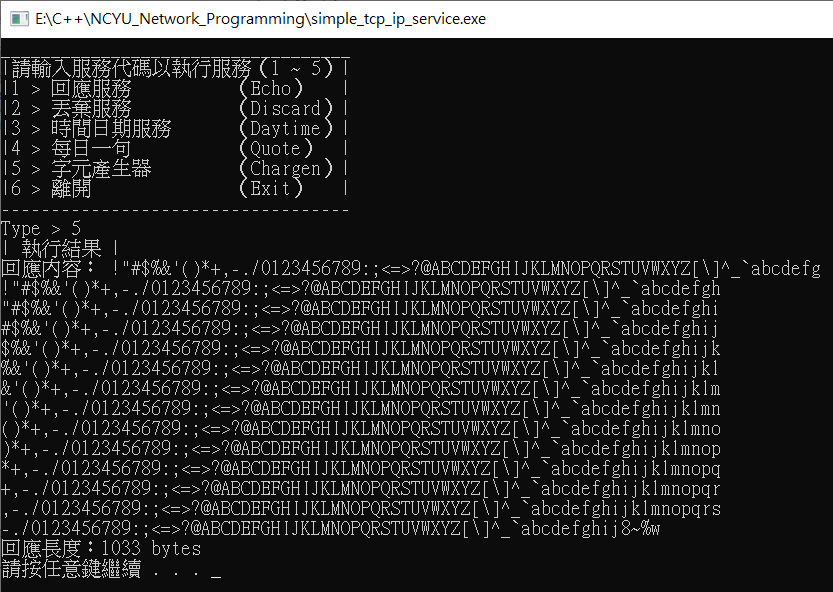 E:\C++\NCYU_Network_Programming\simple_tcp_ip_service.exe
___________________________________
|請輸入服務代碼以執行服務(1 ~ 5)|
|1 > 回應服務 (Echo) |
|2 > 丟棄服務 (Discard)|
|3 > 時間日期服務 (Daytime)|
|4 > 每日一句 (Quote) |
|5 > 字元產生器 (Chargen)|
|6 > 離開 (Exit) |
-----------------------------------
Type > 5
| 執行結果 |
回應内容: !"#$%&'()*+,-./0123456789:;<=>?@ABCDEFGHIJKLMNOPQRSTUVWXYZ[\]^_`abcdefg
!"#$%&'()*+,-./0123456789:;<=>?@ABCDEFGHIJKLMNOPQRSTUVWXYZ[\]^_`abcdefgh
"#$%&'()*+,-./0123456789:;<=>?@ABCDEFGHIJKLMNOPQRSTUVWXYZ[\]^_`abcdefghi
#$%&'()*+,-./0123456789:;<=>?@ABCDEFGHIJKLMNOPQRSTUVWXYZ[\]^_`abcdefghij
$%&'()*+,-./0123456789:;<=>?@ABCDEFGHIJKLMNOPQRSTUVWXYZ[\]^_`abcdefghijk
%&'()*+,-./0123456789:;<=>?@ABCDEFGHIJKLMNOPQRSTUVWXYZ[\]^_`abcdefghijkl
&'()*+,-./0123456789:;<=>?@ABCDEFGHIJKLMNOPQRSTUVWXYZ[\]^_`abcdefghijklm
'()*+,-./0123456789:;<=>?@ABCDEFGHIJKLMNOPQRSTUVWXYZ[\]^_`abcdefghijklmn
()*+,-./0123456789:;<=>?@ABCDEFGHIJKLMNOPQRSTUVWXYZ[\]^_`abcdefghijklmno
)*+,-./0123456789:;<=>?@ABCDEFGHIJKLMNOPQRSTUVWXYZ[\]^_`abcdefghijklmnop
*+,-./0123456789:;<=>?@ABCDEFGHIJKLMNOPQRSTUVWXYZ[\]^_`abcdefghijklmnopq
+,-./0123456789:;<=>?@ABCDEFGHIJKLMNOPQRSTUVWXYZ[\]^_`abcdefghijklmnopqr
,-./0123456789:;<=>?@ABCDEFGHIJKLMNOPQRSTUVWXYZ[\]^_`abcdefghijklmnopqrs
-./0123456789:;<=>?@ABCDEFGHIJKLMNOPQRSTUVWXYZ[\]^_`abcdefghij8~%w
回應長度:1033 bytes
請按任意鍵繼續 . . . _